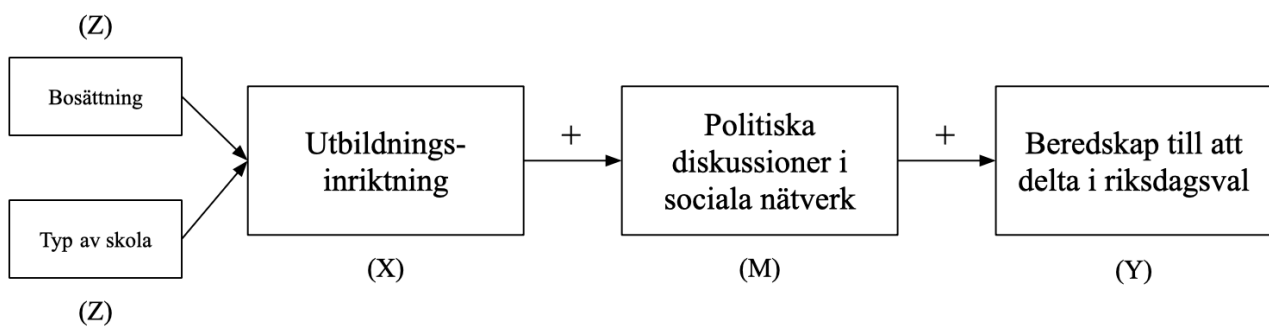 (Z)
Bosättning
Typ av skola
(Z)
Utbildnings-
inriktning
(X)
+
Politiska
diskussioner i
sociala nätverk
(M)
+
Beredskap till att
delta i riksdagsval
(Y)